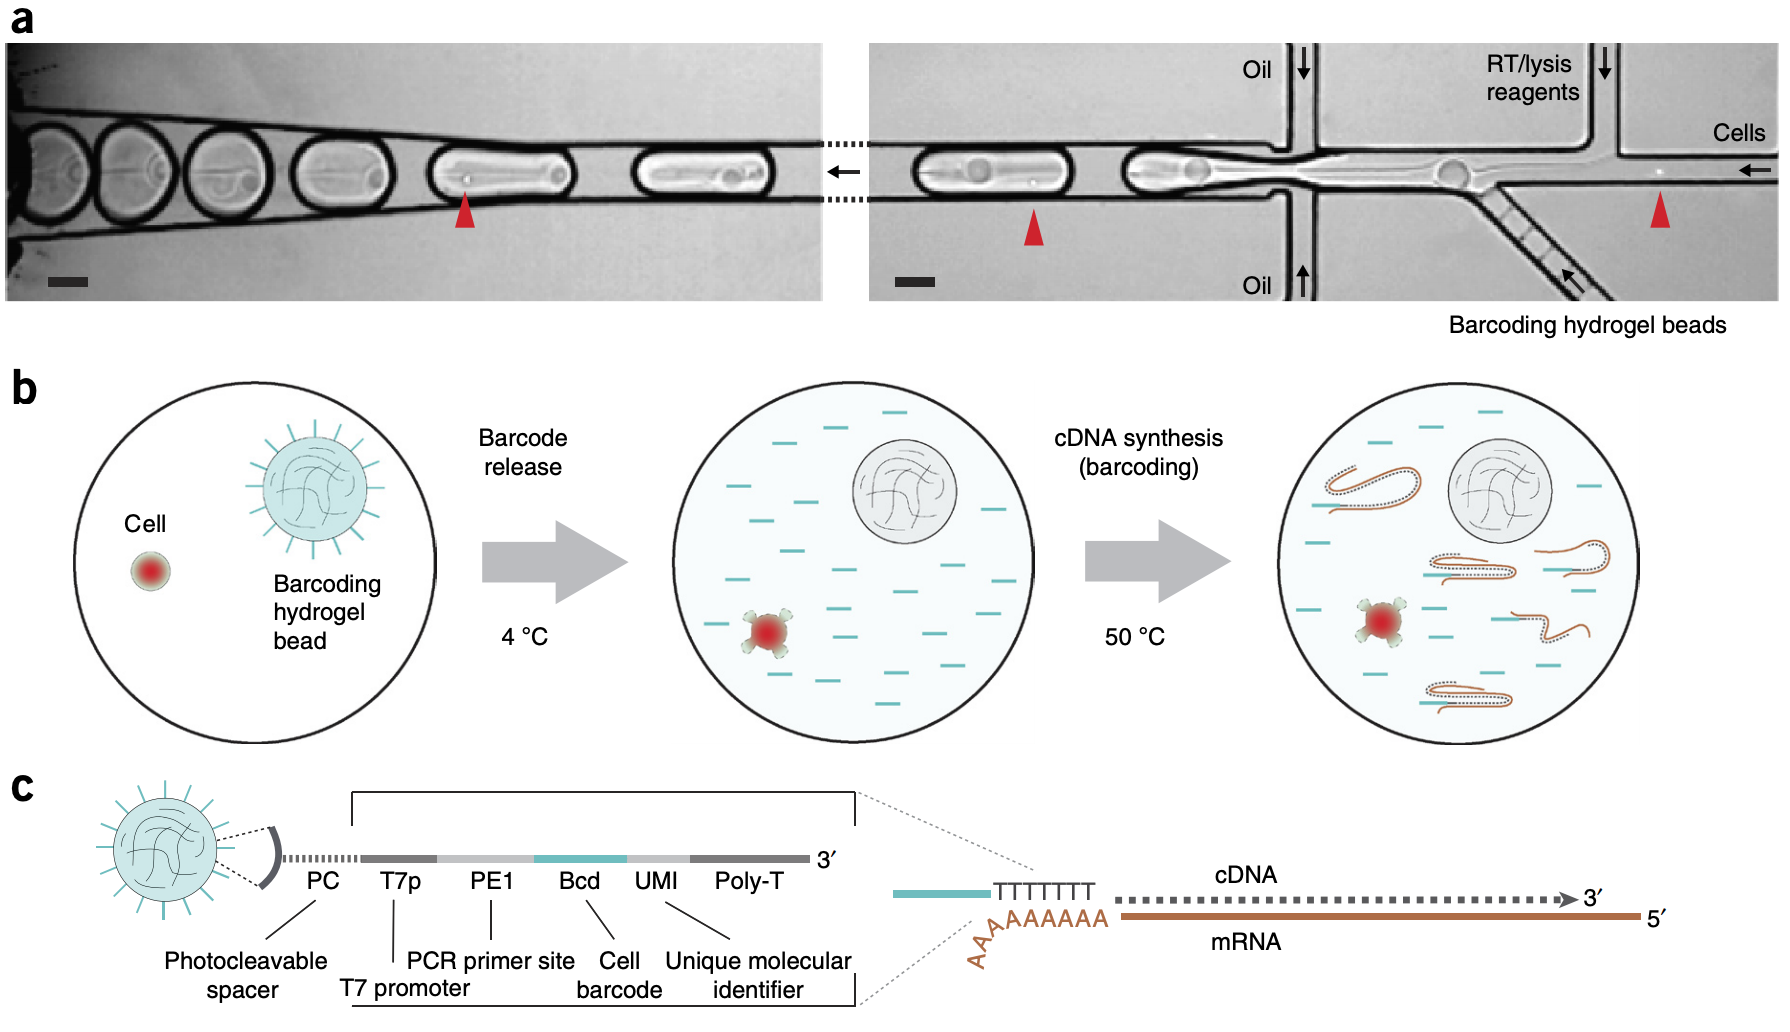 a
Oil
RT/lysis
reagents
Cells
Oil
Barcoding hydrogel beads
b
Cell
Barcoding
hydrogel
bead
Barcode
release
4 °C
cDNA synthesis
(barcoding)
50 °C
c
PC
T7p
PE1
Bcd
UMI
Poly-T
3′
Photocleavable
spacer
T7 promoter
PCR primer site
Cell
barcode
Unique molecular
identifier
TTTTTTT
AAAAAAAAA
cDNA
3′
mRNA
5′